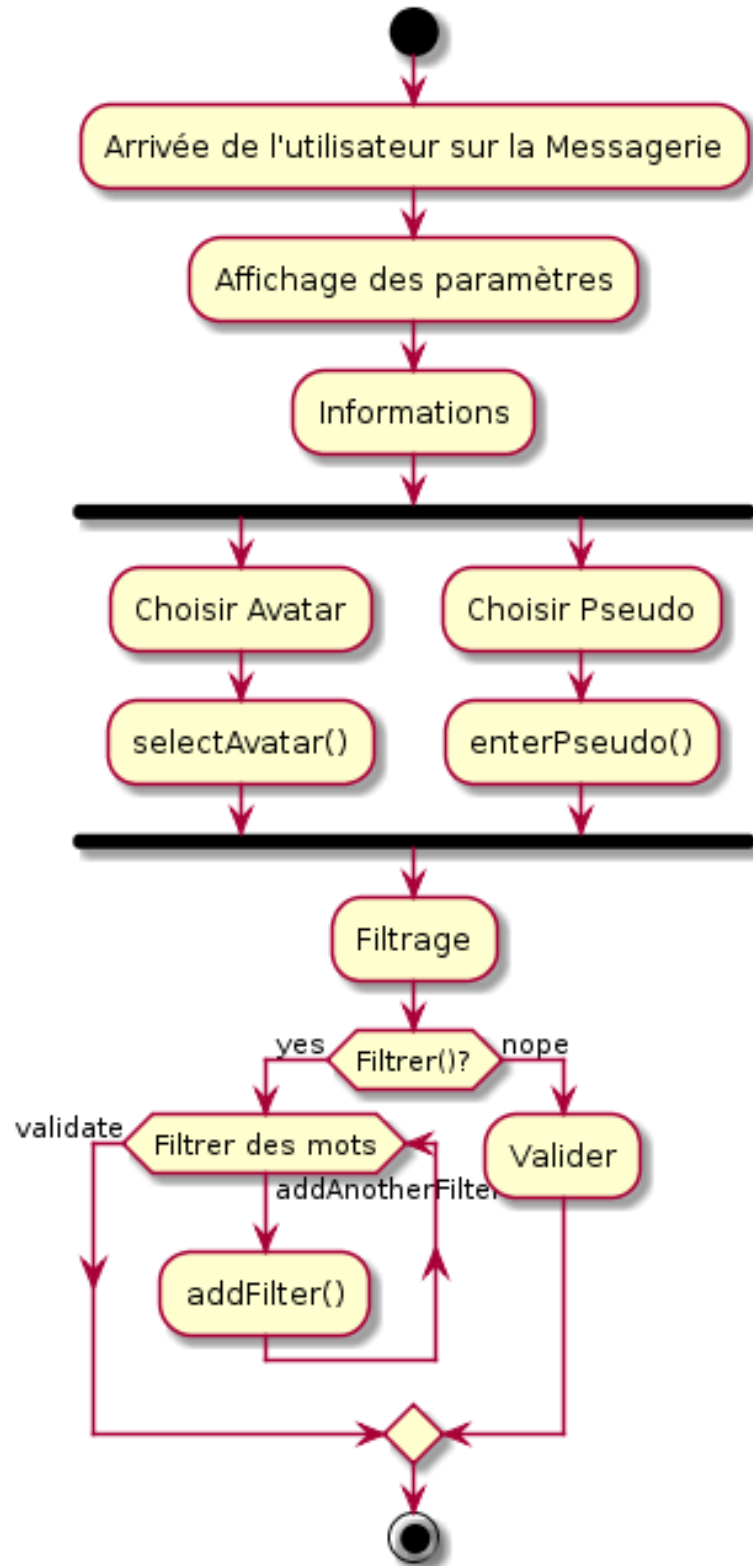 Arrivée de l'utilisateur sur la Messagerie
Affichage des paramètres
Informations
Choisir Avatar
Choisir Pseudo
selectAvatar()
enterPseudo()
Filtrage
yes
Filtrer()?
nope
validate
Filtrer des mots
Valider
addAnotherFilter
addFilter()